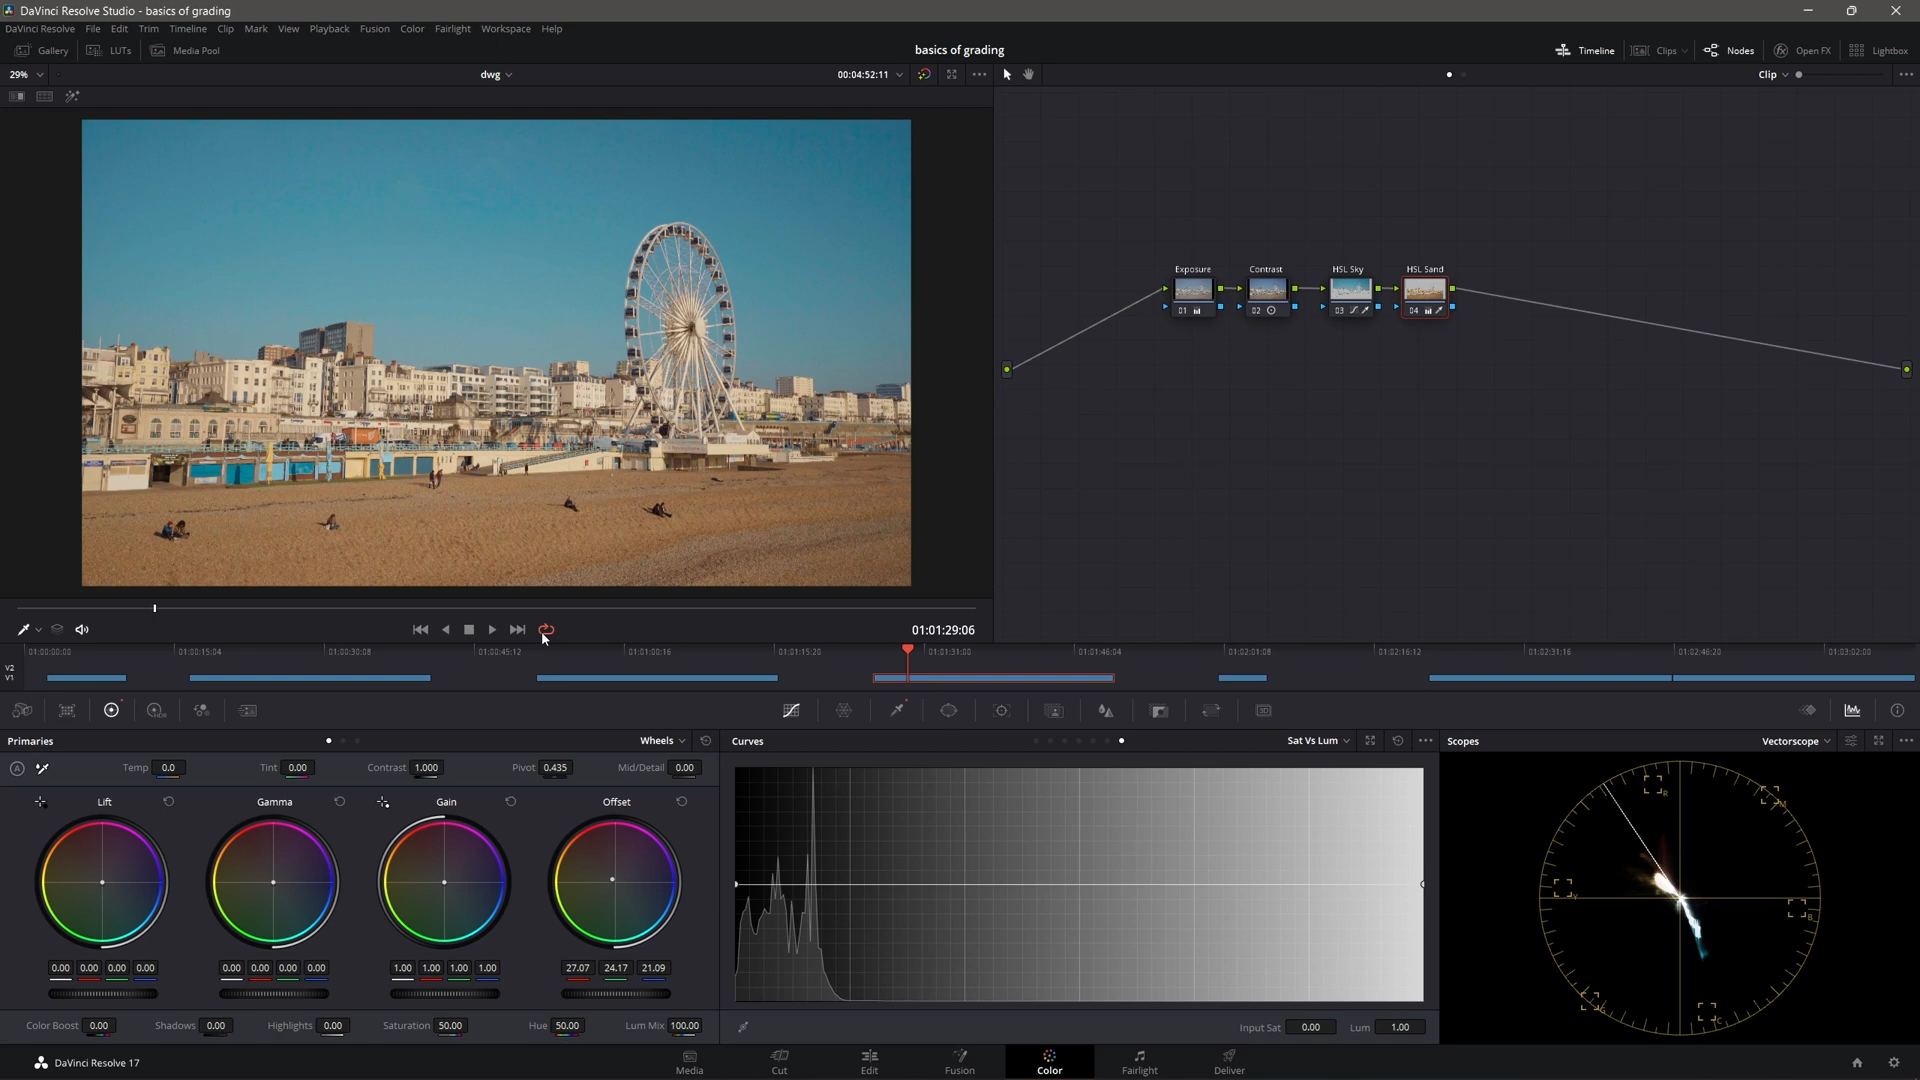 DaVinci Resolve Studio - basics of grading
DaVinci Resolve File Edit Trim Timeline Clip Mark View Playback Fusion Color Fairlight Workspace Help
Gallery LUTs Media Pool basics of grading Timeline Clips Nodes Open FX Lightbox
29% dwg 00:04:52:11 Clip
Exposure Contrast HSL Sky HSL Sand
01 02 03 04
01:01:29:06
01:00:00:00 01:00:15:04 01:00:30:08 01:00:45:12 01:01:00:16 01:01:15:20 01:01:31:00 01:01:46:04 01:02:01:08 01:02:16:12 01:02:31:16 01:02:46:20 01:03:02:00
V2
V1
HDR 3D
Primaries Wheels Curves Sat Vs Lum Scopes Vectorscope
A Temp 0.0 Tint 0.00 Contrast 1.000 Pivot 0.435 Mid/Detail 0.00
Lift Gamma Gain Offset
R M
Y B
0.00 0.00 0.00 0.00 0.00 0.00 0.00 0.00 1.00 1.00 1.00 1.00 27.07 24.17 21.09
G C
Color Boost 0.00 Shadows 0.00 Highlights 0.00 Saturation 50.00 Hue 50.00 Lum Mix 100.00 Input Sat 0.00 Lum 1.00
DaVinci Resolve 17 Media Cut Edit Fusion Color Fairlight Deliver